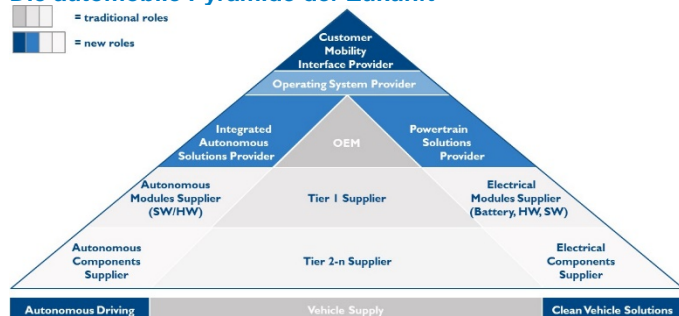 Die automobile Pyramide der Zukunft
= traditional roles
= new roles
Customer
Mobility
Interface Provider
Operating System Provider
Integrated
Autonomous
Solutions Provider
OEM
Powertrain
Solutions
Provider
Autonomous
Modules Supplier
(SW/HW)
Tier 1 Supplier
Electrical
Modules Supplier
(Battery, HW, SW)
Autonomous
Components
Supplier
Tier 2-n Supplier
Electrical
Components
Supplier
Autonomous Driving
Vehicle Supply
Clean Vehicle Solutions